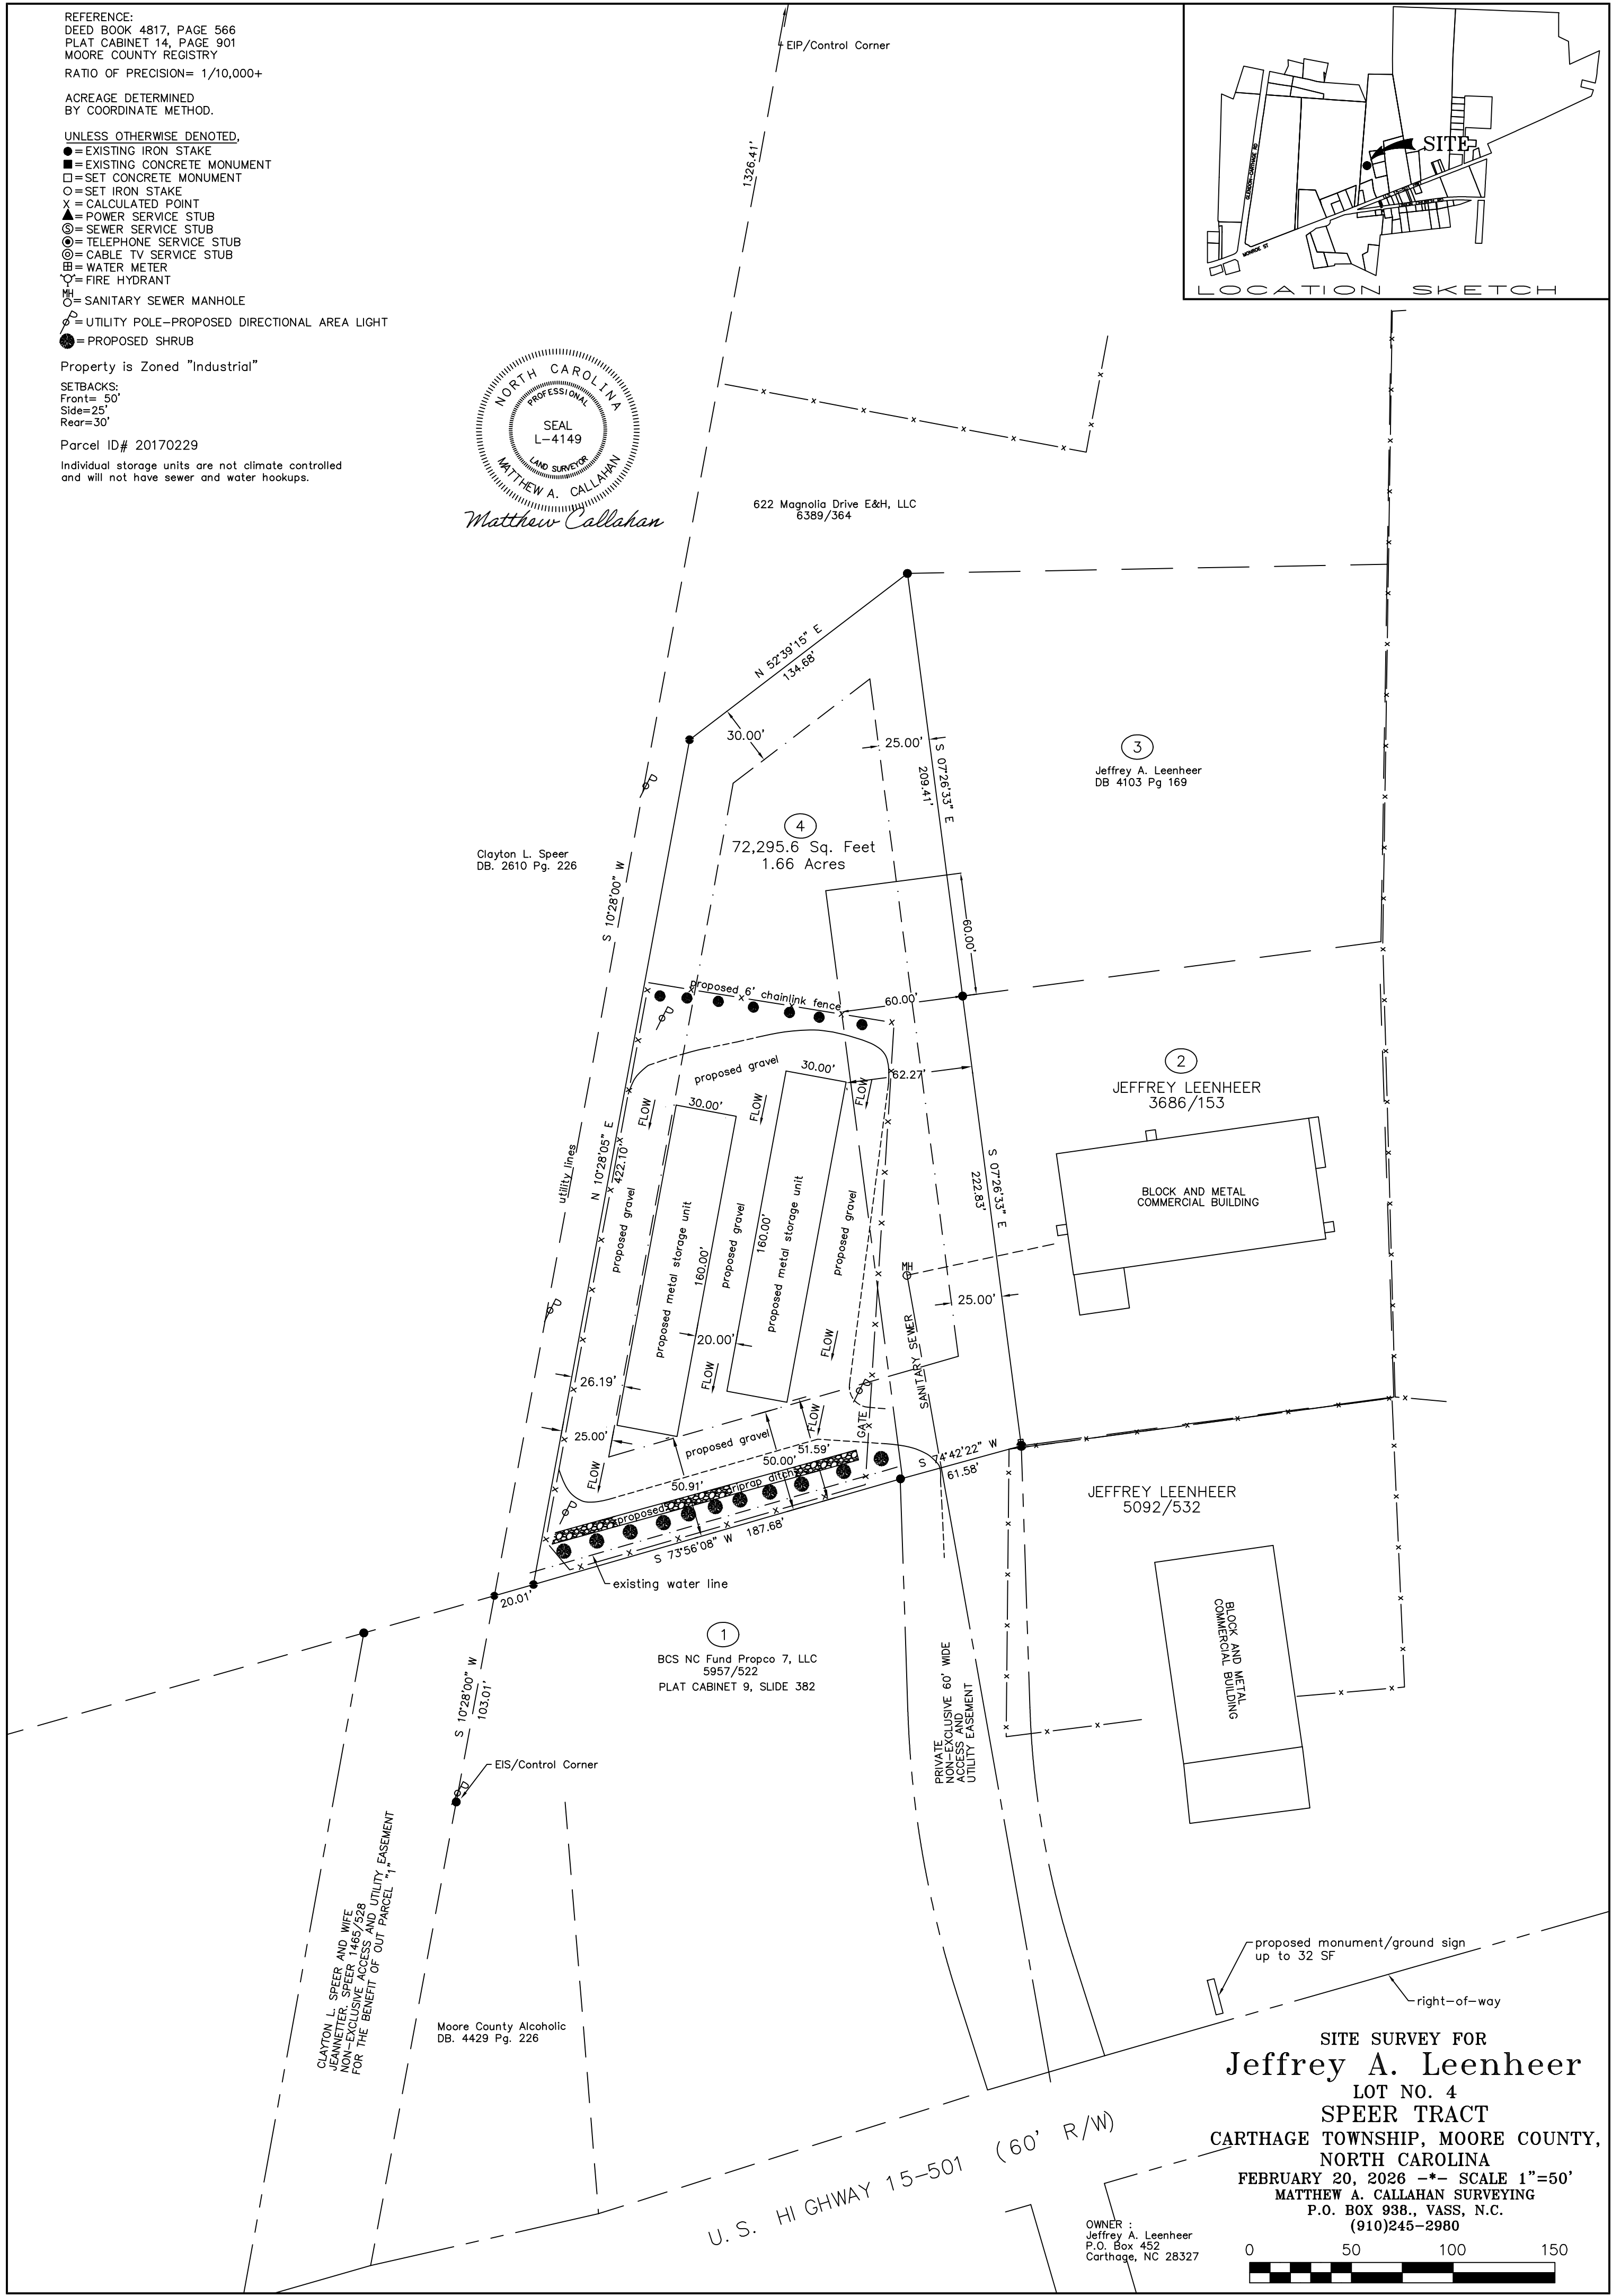 REFERENCE:
DEED BOOK 4817, PAGE 566
PLAT CABINET 14, PAGE 901
MOORE COUNTY REGISTRY
RATIO OF PRECISION= 1/10,000+
ACREAGE DETERMINED
BY COORDINATE METHOD.
UNLESS OTHERWISE DENOTED,
= EXISTING IRON STAKE
= EXISTING CONCRETE MONUMENT
= SET CONCRETE MONUMENT
= SET IRON STAKE
X = CALCULATED POINT
= POWER SERVICE STUB
S = SEWER SERVICE STUB
= TELEPHONE SERVICE STUB
= CABLE TV SERVICE STUB
= WATER METER
= FIRE HYDRANT
MH
= SANITARY SEWER MANHOLE
= UTILITY POLE-PROPOSED DIRECTIONAL AREA LIGHT
= PROPOSED SHRUB
Property is Zoned "Industrial"
SETBACKS:
Front= 50'
Side=25'
Rear=30'
Parcel ID# 20170229
Individual storage units are not climate controlled
and will not have sewer and water hookups.
NORTH CAROLINA
PROFESSIONAL
SEAL
L-4149
LAND SURVEYOR
MATTHEW A. CALLAHAN
Matthew Callahan
EIP/Control Corner
1326.41'
SITE
GLENDON-CARTHAGE RD
MONROE ST
LOCATION SKETCH
622 Magnolia Drive E&H, LLC
6389/364
N 52°39'15" E
134.68'
30.00'
25.00'
S 07°26'33" E
209.41'
3
Jeffrey A. Leenheer
DB 4103 Pg 169
4
72,295.6 Sq. Feet
1.66 Acres
Clayton L. Speer
DB. 2610 Pg. 226
S 10°28'00" W
60.00'
proposed 6' chainlink fence
60.00'
proposed gravel
30.00'
62.27'
30.00'
FLOW
FLOW
FLOW
2
JEFFREY LEENHEER
3686/153
BLOCK AND METAL
COMMERCIAL BUILDING
utility lines
N 10°28'05" E
422.10'
proposed gravel
proposed metal storage unit
160.00'
proposed gravel
160.00'
proposed metal storage unit
proposed gravel
S 07°26'33" E
222.83'
MH
25.00'
20.00'
FLOW
FLOW
SANITARY SEWER
26.19'
25.00'
FLOW
FLOW
GATE
proposed gravel
51.59'
50.00'
50.91'
proposed riprap ditch
S 74°42'22" W
61.58'
S 73°56'08" W 187.68'
existing water line
20.01'
JEFFREY LEENHEER
5092/532
BLOCK AND METAL
COMMERCIAL BUILDING
1
BCS NC Fund Propco 7, LLC
5957/522
PLAT CABINET 9, SLIDE 382
S 10°28'00" W
103.01'
EIS/Control Corner
PRIVATE
NON-EXCLUSIVE 60' WIDE
ACCESS AND
UTILITY EASEMENT
CLAYTON L. SPEER AND WIFE
JEANNETTER. SPEER 1465/528
NON-EXCLUSIVE ACCESS AND UTILITY EASEMENT
FOR THE BENEFIT OF OUT PARCEL "1"
Moore County Alcoholic
DB. 4429 Pg. 226
proposed monument/ground sign
up to 32 SF
right-of-way
U.S. HIGHWAY 15-501 (60' R/W)
SITE SURVEY FOR
Jeffrey A. Leenheer
LOT NO. 4
SPEER TRACT
CARTHAGE TOWNSHIP, MOORE COUNTY,
NORTH CAROLINA
FEBRUARY 20, 2026 -*- SCALE 1"=50'
MATTHEW A. CALLAHAN SURVEYING
P.O. BOX 938., VASS, N.C.
(910)245-2980
OWNER :
Jeffrey A. Leenheer
P.O. Box 452
Carthage, NC 28327
0 50 100 150